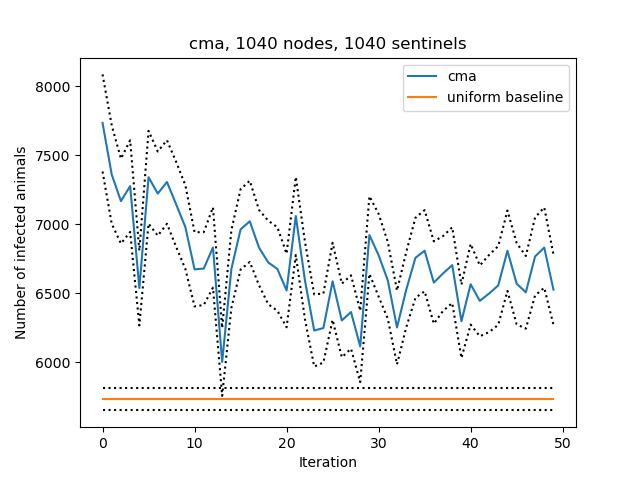 cma, 1040 nodes, 1040 sentinels
cma
uniform baseline
8000
7500
7000
6500
6000
Number of infected animals
0 10 20 30 40 50
Iteration